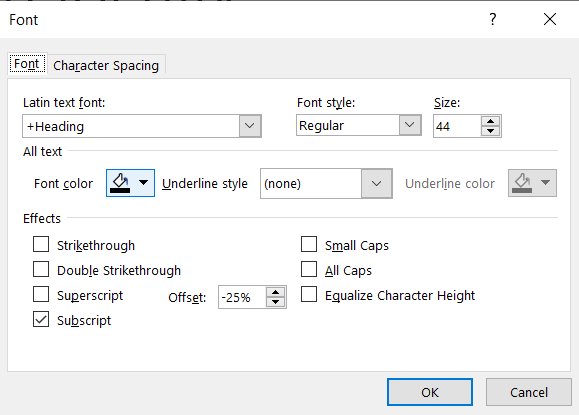 Font ?
Font Character Spacing
Latin text font: Font style: Size:
+Heading Regular 44
All text
Font color Underline style (none) Underline color
Effects
Strikethrough Small Caps
Double Strikethrough All Caps
Superscript Offset: -25% Equalize Character Height
Subscript
OK Cancel